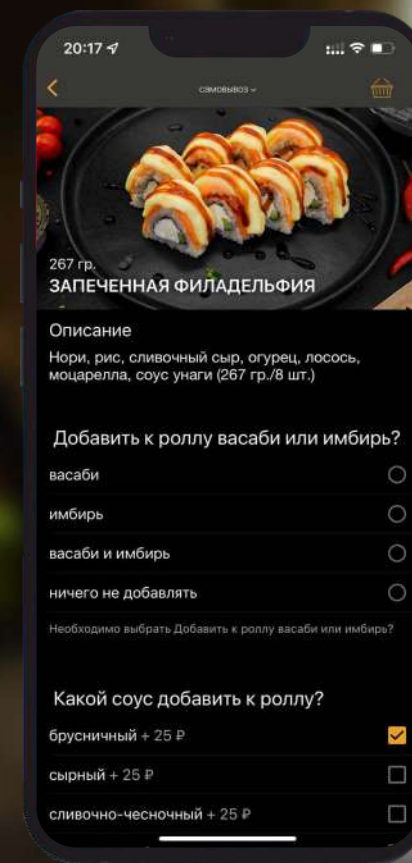 20:17
самовывоз
267 гр.
ЗАПЕЧЕННАЯ ФИЛАДЕЛЬФИЯ
Описание
Нори, рис, сливочный сыр, огурец, лосось,
моцарелла, соус унаги (267 гр./8 шт.)
Добавить к роллу васаби или имбирь?
васаби
имбирь
васаби и имбирь
ничего не добавлять
Необходимо выбрать Добавить к роллу васаби или имбирь?
Какой соус добавить к роллу?
брусничный + 25 ₽
сырный + 25 ₽
сливочно-чесночный + 25 ₽